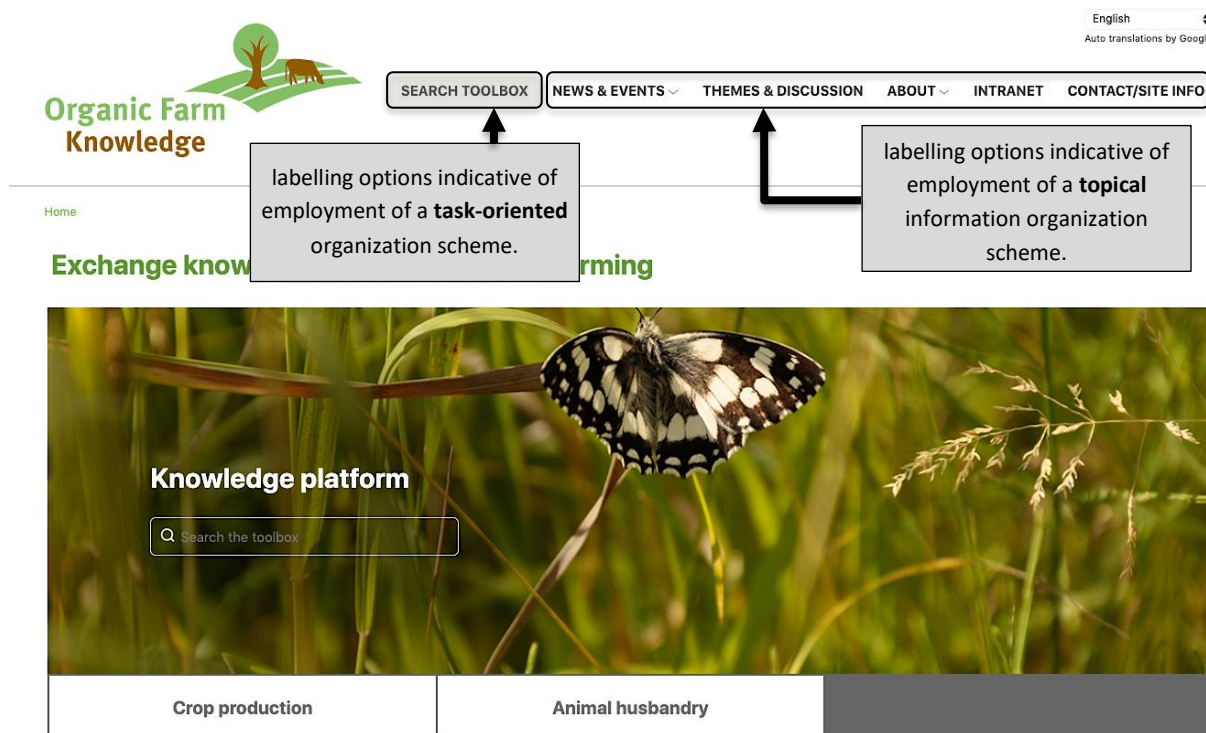 English
Auto translations by Googl
Organic Farm
Knowledge
SEARCH TOOLBOX NEWS & EVENTS THEMES & DISCUSSION ABOUT INTRANET CONTACT/SITE INFO
labelling options indicative of
employment of a task-oriented
organization scheme.
labelling options indicative of
employment of a topical
information organization
scheme.
Home
Exchange know rming
Knowledge platform
Search the toolbox
Crop production
Animal husbandry